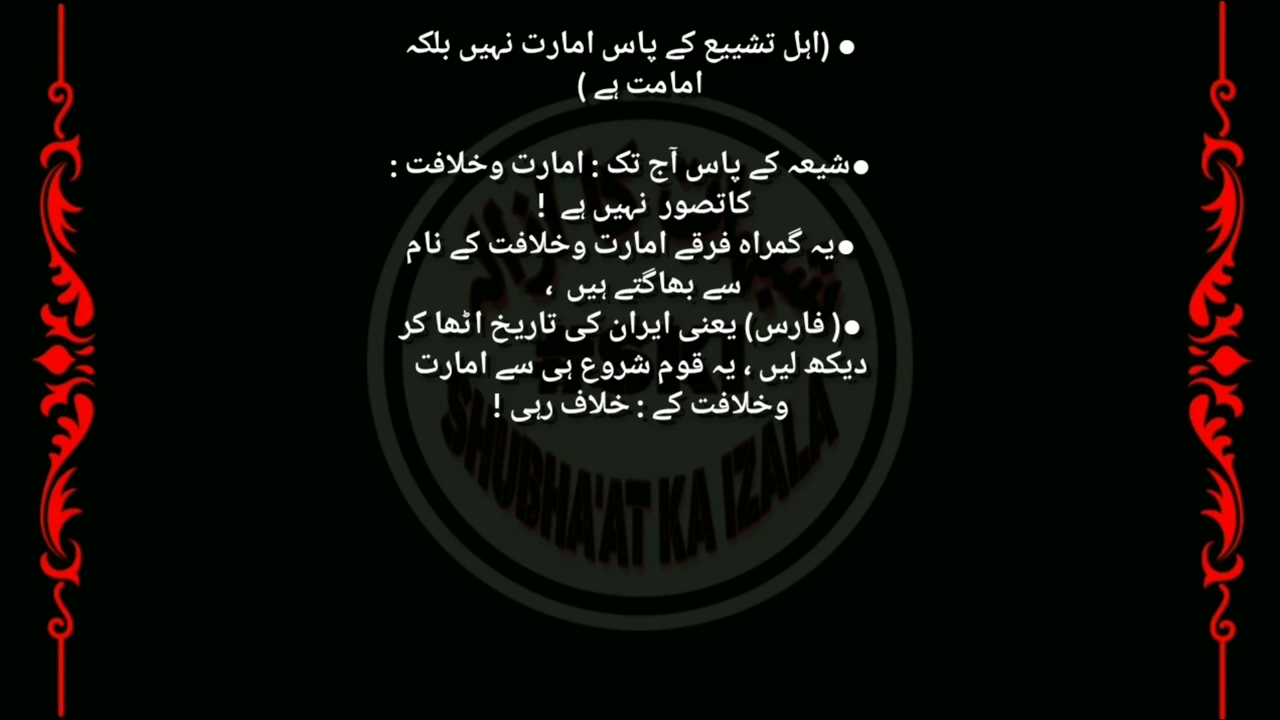 ● (اہل تشییع کے پاس امارت نہیں بلکہ
امامت ہے )
●شیعہ کے پاس آج تک : امارت وخلافت :
کاتصور نہیں ہے !
●یہ گمراہ فرقے امارت وخلافت کے نام
سے بھاگتے ہیں ،
●( فارس) یعنی ایران کی تاریخ اٹھا کر
دیکھ لیں ، یہ قوم شروع ہی سے امارت
وخلافت کے : خلاف رہی !
SHUBHA'AT KA IZALA